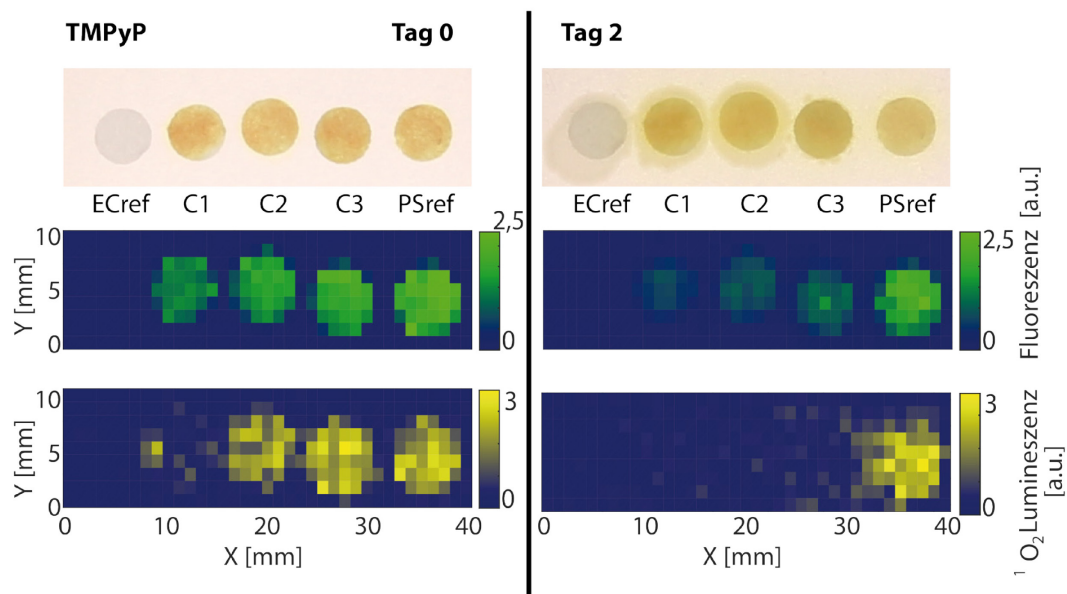 TMPyP Tag 0 Tag 2
ECref C1 C2 C3 PSref ECref C1 C2 C3 PSref
10 2,5 2,5
Y [mm] 5 Fluoreszenz [a.u.]
0 0 0
10 3 3
Y [mm] 5 ¹O₂ Lumineszenz
0 0 0 [a.u.]
0 10 20 30 40 0 10 20 30 40
X [mm] X [mm]